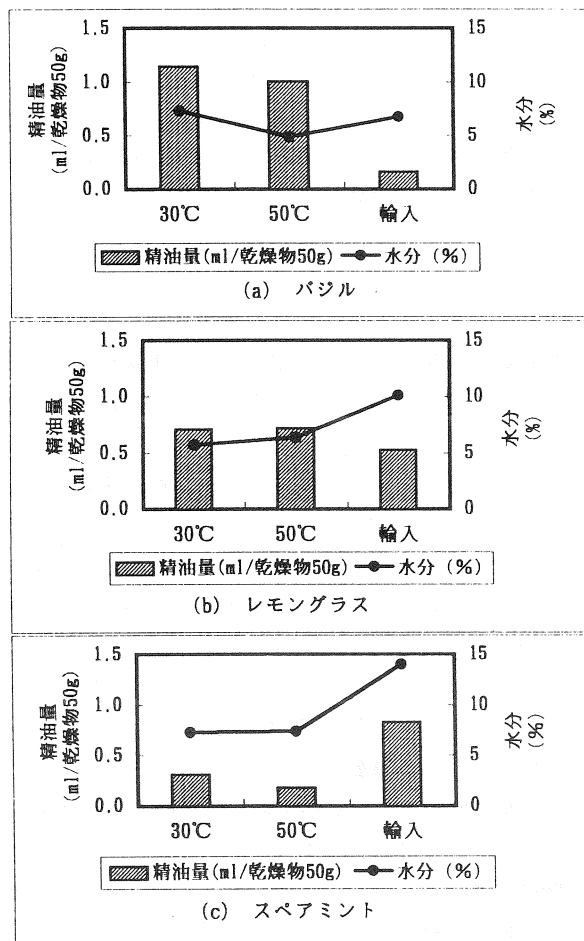 精油量
(ml/乾燥物50g)
1.5
1.0
0.5
0.0
15
10
5
0
水分
(%)
30℃
50℃
輸入
精油量(ml/乾燥物50g)
水分(%)
(a) バジル
精油量
(ml/乾燥物50g)
1.5
1.0
0.5
0.0
15
10
5
0
水分
(%)
30℃
50℃
輸入
精油量(ml/乾燥物50g)
水分(%)
(b) レモングラス
精油量
(ml/乾燥物50g)
1.5
1.0
0.5
0.0
15
10
5
0
水分
(%)
30℃
50℃
輸入
精油量(ml/乾燥物50g)
水分(%)
(c) スペアミント